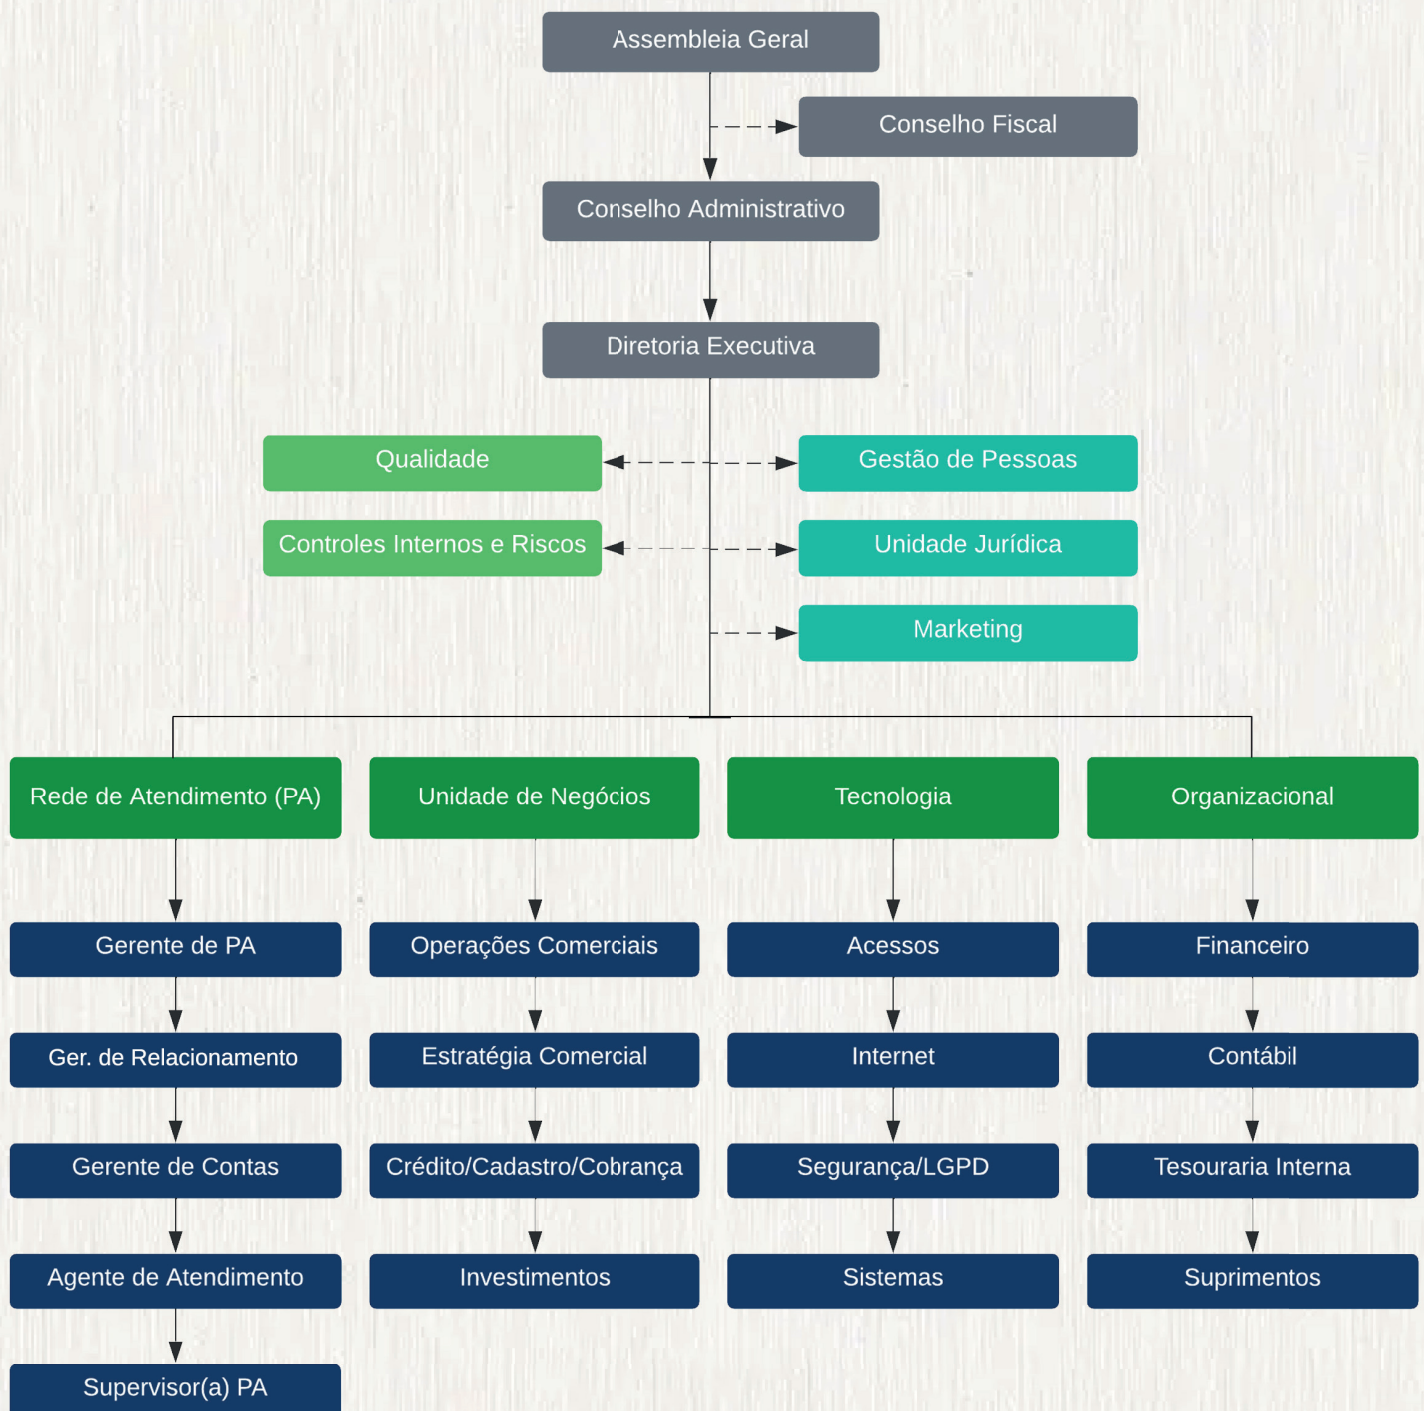 Assembleia Geral
Conselho Fiscal
Conselho Administrativo
Diretoria Executiva
Qualidade
Gestão de Pessoas
Controles Internos e Riscos
Unidade Jurídica
Marketing
Rede de Atendimento (PA)
Unidade de Negócios
Tecnologia
Organizacional
Gerente de PA
Operações Comerciais
Acessos
Financeiro
Ger. de Relacionamento
Estratégia Comercial
Internet
Contábil
Gerente de Contas
Crédito/Cadastro/Cobrança
Segurança/LGPD
Tesouraria Interna
Agente de Atendimento
Investimentos
Sistemas
Suprimentos
Supervisor(a) PA